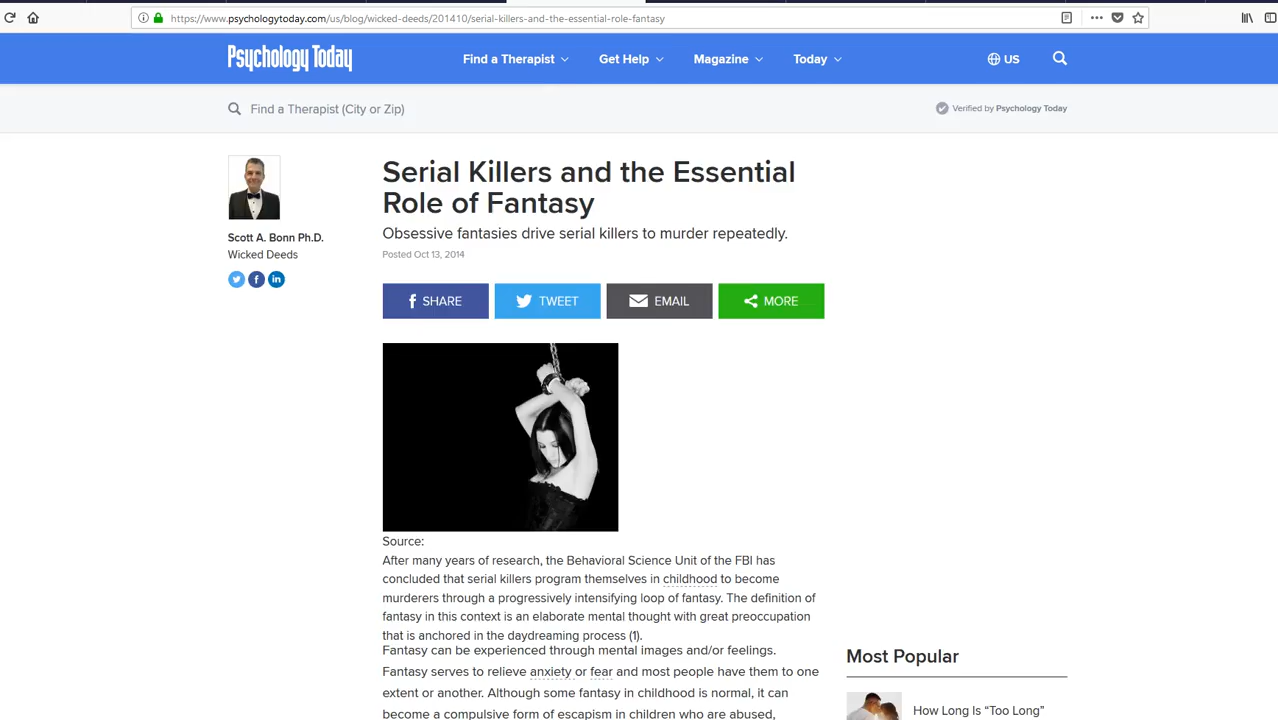 https://www.psychologytoday.com/us/blog/wicked-deeds/201410/serial-killers-and-the-essential-role-fantasy
Psychology Today
Find a Therapist
Get Help
Magazine
Today
US
Find a Therapist (City or Zip)
Verified by Psychology Today
Scott A. Bonn Ph.D.
Wicked Deeds
Serial Killers and the Essential
Role of Fantasy
Obsessive fantasies drive serial killers to murder repeatedly.
Posted Oct 13, 2014
SHARE
TWEET
EMAIL
MORE
Source:
After many years of research, the Behavioral Science Unit of the FBI has
concluded that serial killers program themselves in childhood to become
murderers through a progressively intensifying loop of fantasy. The definition of
fantasy in this context is an elaborate mental thought with great preoccupation
that is anchored in the daydreaming process (1).
Fantasy can be experienced through mental images and/or feelings.
Fantasy serves to relieve anxiety or fear and most people have them to one
extent or another. Although some fantasy in childhood is normal, it can
become a compulsive form of escapism in children who are abused,
Most Popular
How Long Is “Too Long”